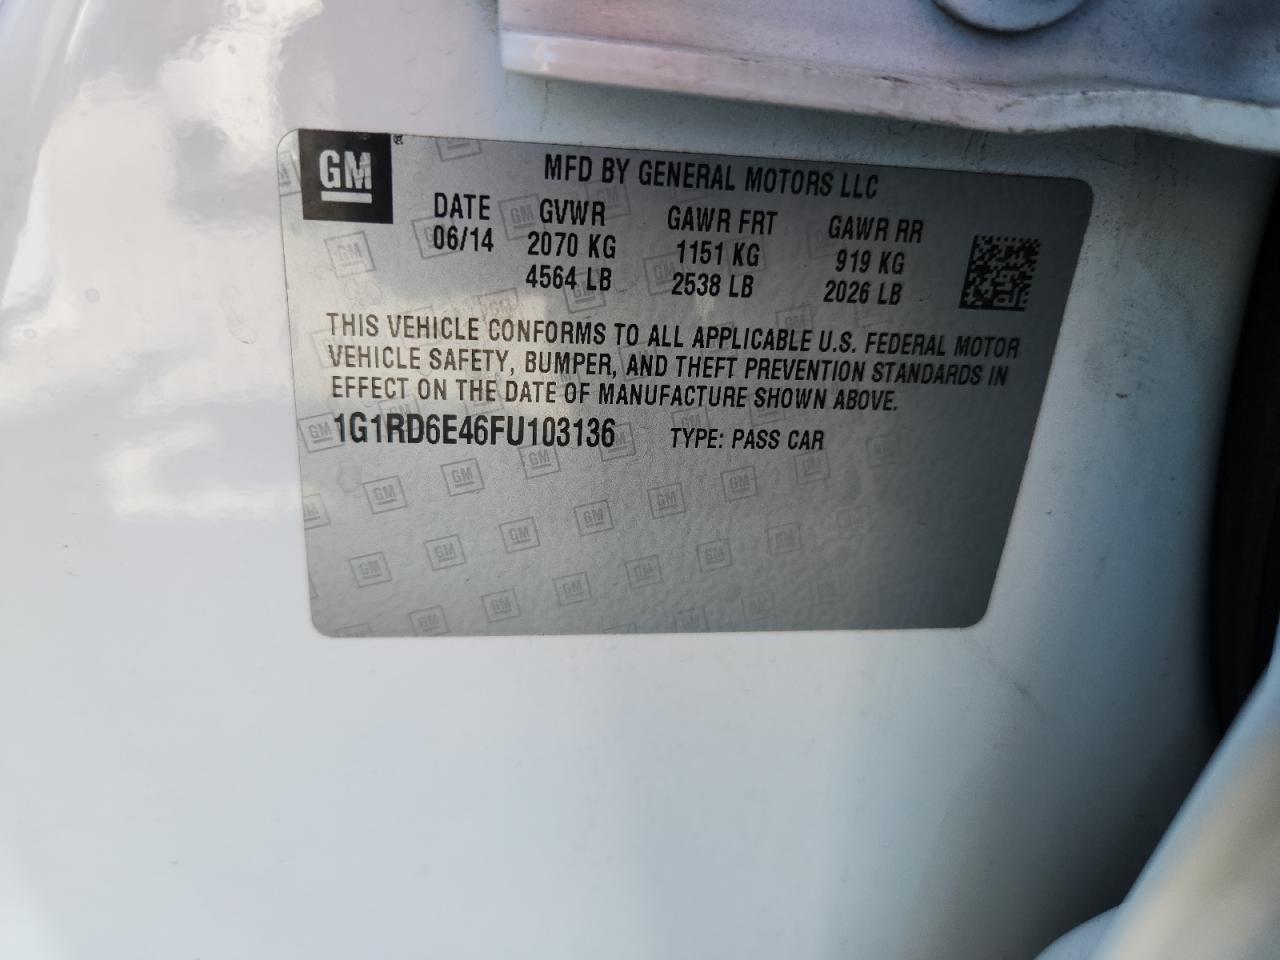 GM®
MFD BY GENERAL MOTORS LLC
DATE GVWR GAWR FRT GAWR RR
06/14 2070 KG 1151 KG 919 KG
4564 LB 2538 LB 2026 LB
THIS VEHICLE CONFORMS TO ALL APPLICABLE U.S. FEDERAL MOTOR
VEHICLE SAFETY, BUMPER, AND THEFT PREVENTION STANDARDS IN
EFFECT ON THE DATE OF MANUFACTURE SHOWN ABOVE.
1G1RD6E46FU103136 TYPE: PASS CAR